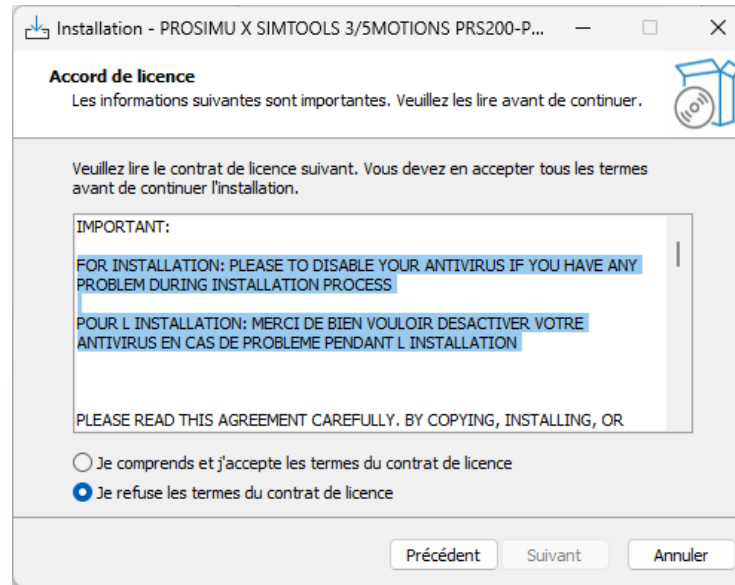 Installation - PROSIMU X SIMTOOLS 3/5MOTIONS PRS200-P...
Accord de licence
Les informations suivantes sont importantes. Veuillez les lire avant de continuer.
Veuillez lire le contrat de licence suivant. Vous devez en accepter tous les termes
avant de continuer l'installation.
IMPORTANT:
FOR INSTALLATION: PLEASE TO DISABLE YOUR ANTIVIRUS IF YOU HAVE ANY
PROBLEM DURING INSTALLATION PROCESS
POUR L INSTALLATION: MERCI DE BIEN VOULOIR DESACTIVER VOTRE
ANTIVIRUS EN CAS DE PROBLEME PENDANT L INSTALLATION
PLEASE READ THIS AGREEMENT CAREFULLY. BY COPYING, INSTALLING, OR
Je comprends et j'accepte les termes du contrat de licence
Je refuse les termes du contrat de licence
Précédent
Suivant
Annuler